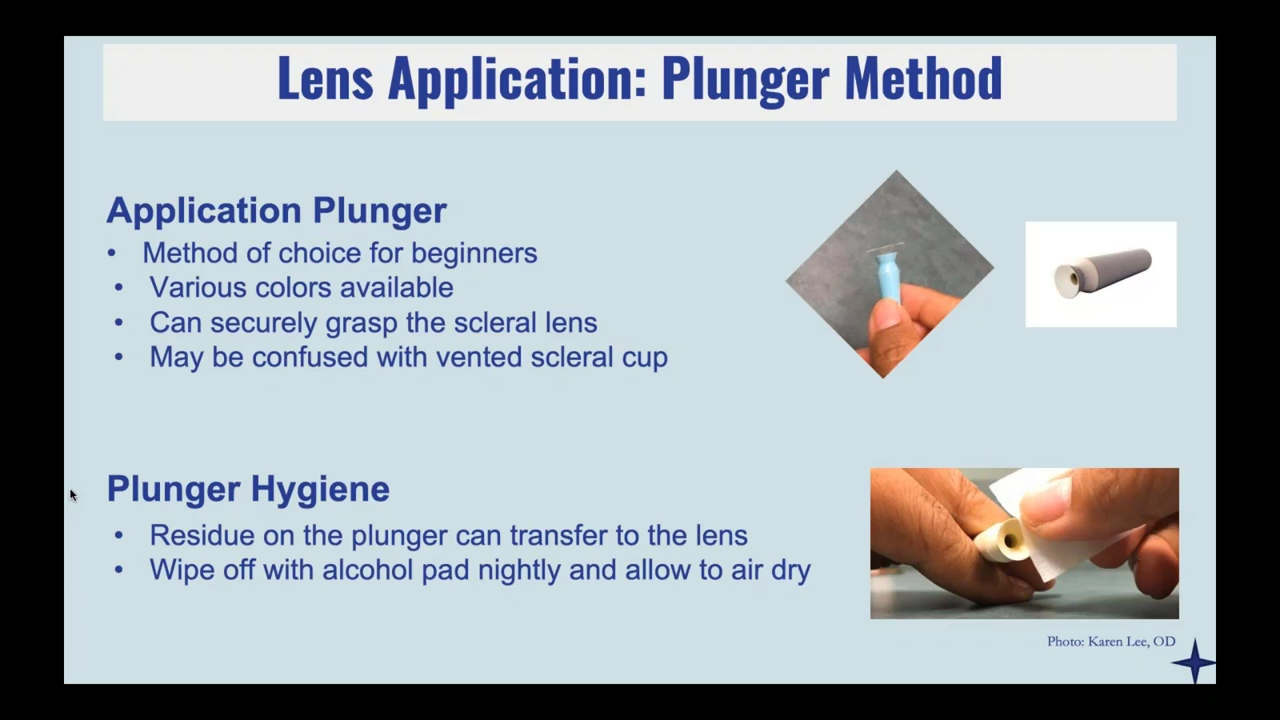 Lens Application: Plunger Method
Application Plunger
• Method of choice for beginners
• Various colors available
• Can securely grasp the scleral lens
• May be confused with vented scleral cup
Plunger Hygiene
• Residue on the plunger can transfer to the lens
• Wipe off with alcohol pad nightly and allow to air dry
Photo: Karen Lee, OD